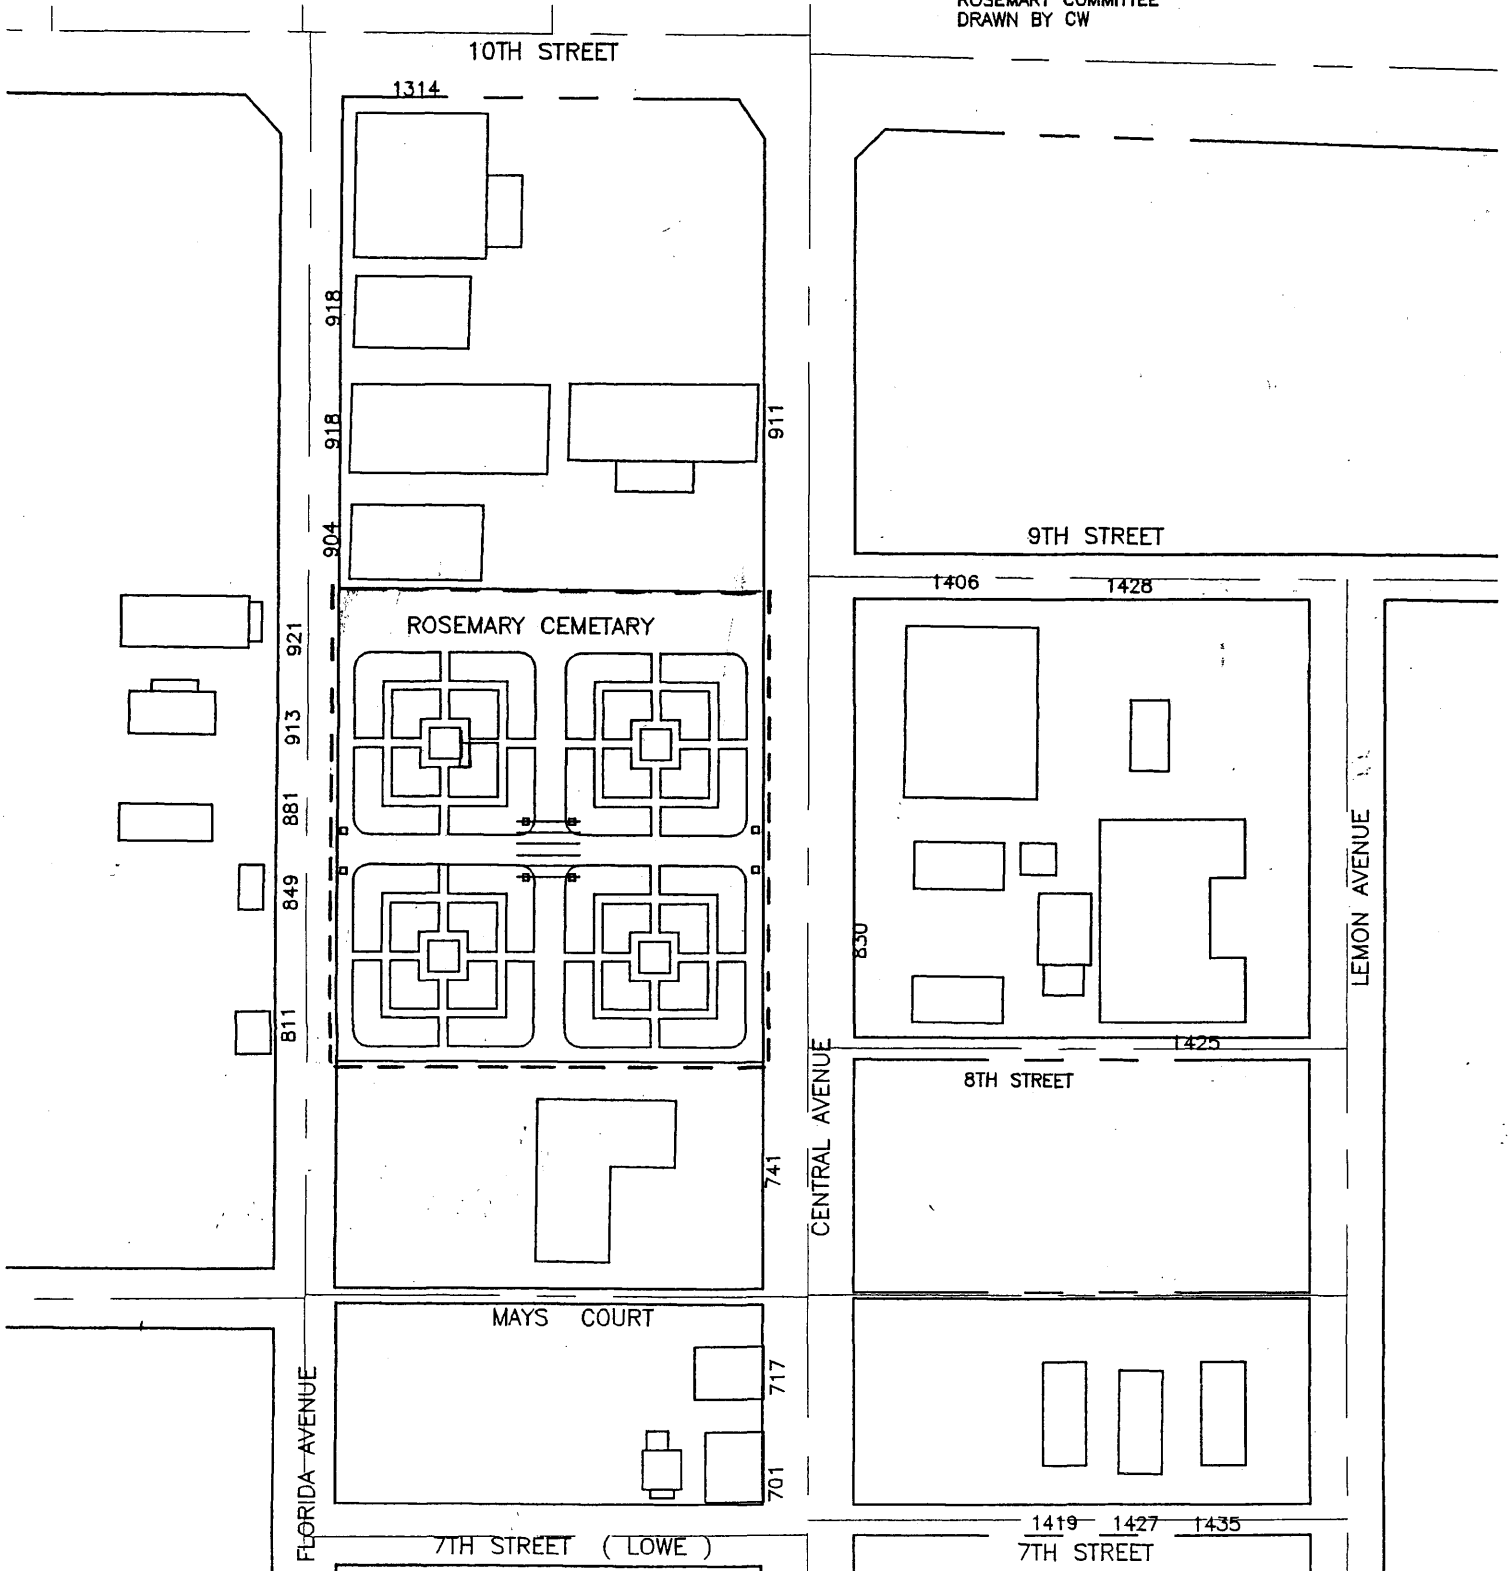 ROSEMARY COMMITTEE
DRAWN BY CW
10TH STREET
1314
918
918
911
904
9TH STREET
1406
1428
ROSEMARY CEMETARY
921
913
881
849
811
830
LEMON AVENUE
1425
8TH STREET
CENTRAL AVENUE
741
MAYS COURT
717
701
FLORIDA AVENUE
7TH STREET ( LOWE )
1419
1427
1435
7TH STREET